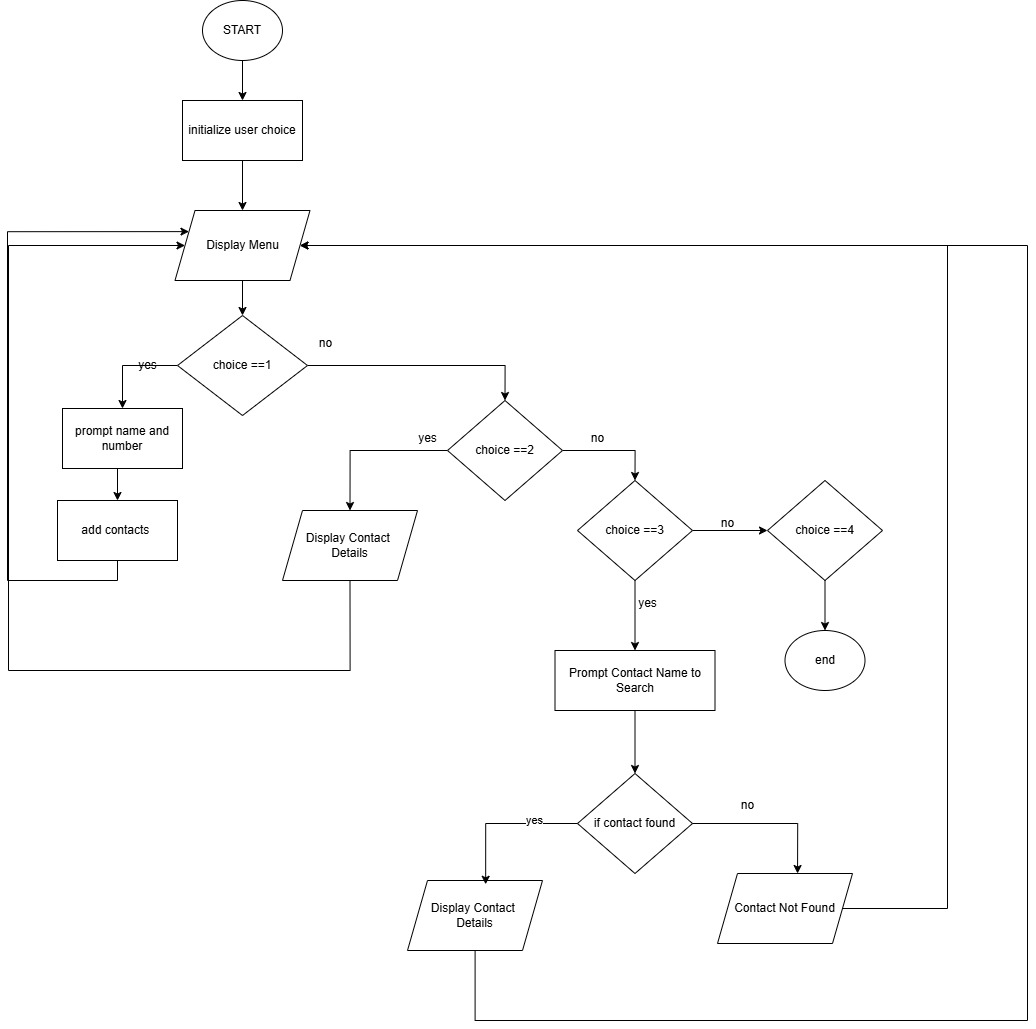 START
initialize user choice
Display Menu
no
choice ==1
yes
prompt name and
number
yes
choice ==2
no
add contacts
Display Contact
Details
choice ==3
no
choice ==4
yes
end
Prompt Contact Name to
Search
no
yes
if contact found
Display Contact
Details
Contact Not Found